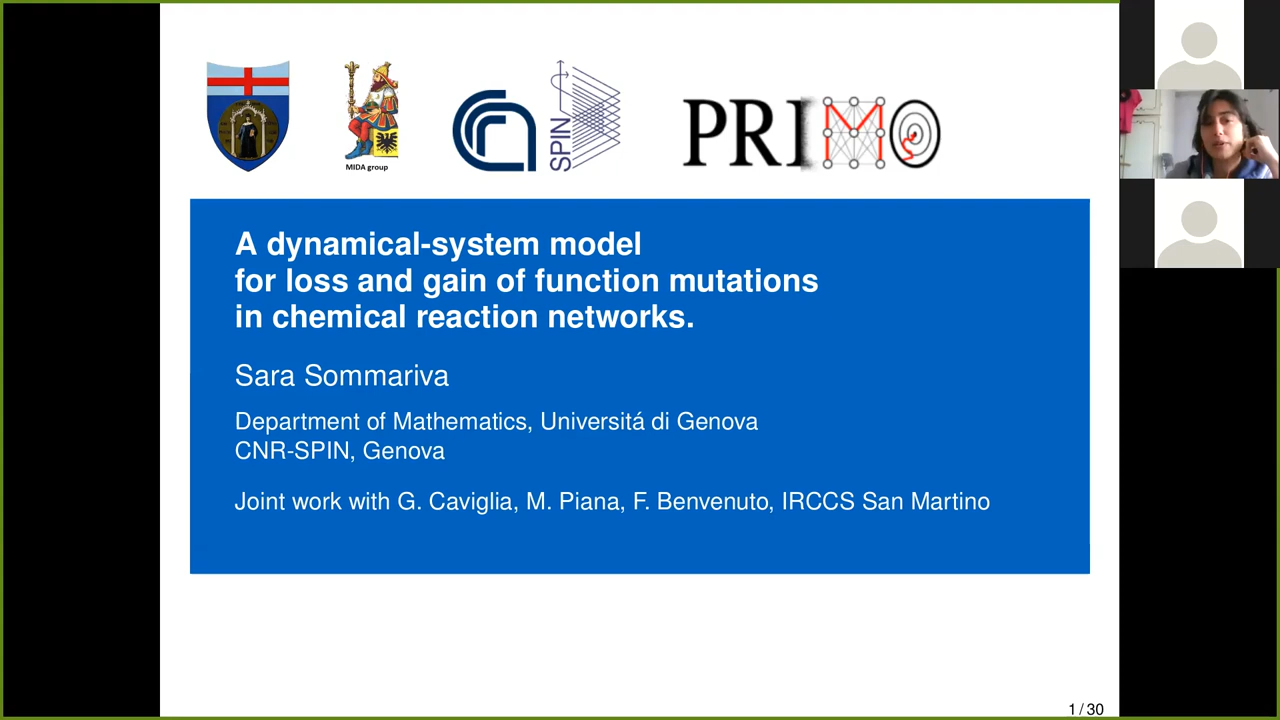 MIDA group
SPIN
PRIMO
A dynamical-system model
for loss and gain of function mutations
in chemical reaction networks.
Sara Sommariva
Department of Mathematics, Universitá di Genova
CNR-SPIN, Genova
Joint work with G. Caviglia, M. Piana, F. Benvenuto, IRCCS San Martino
1 / 30